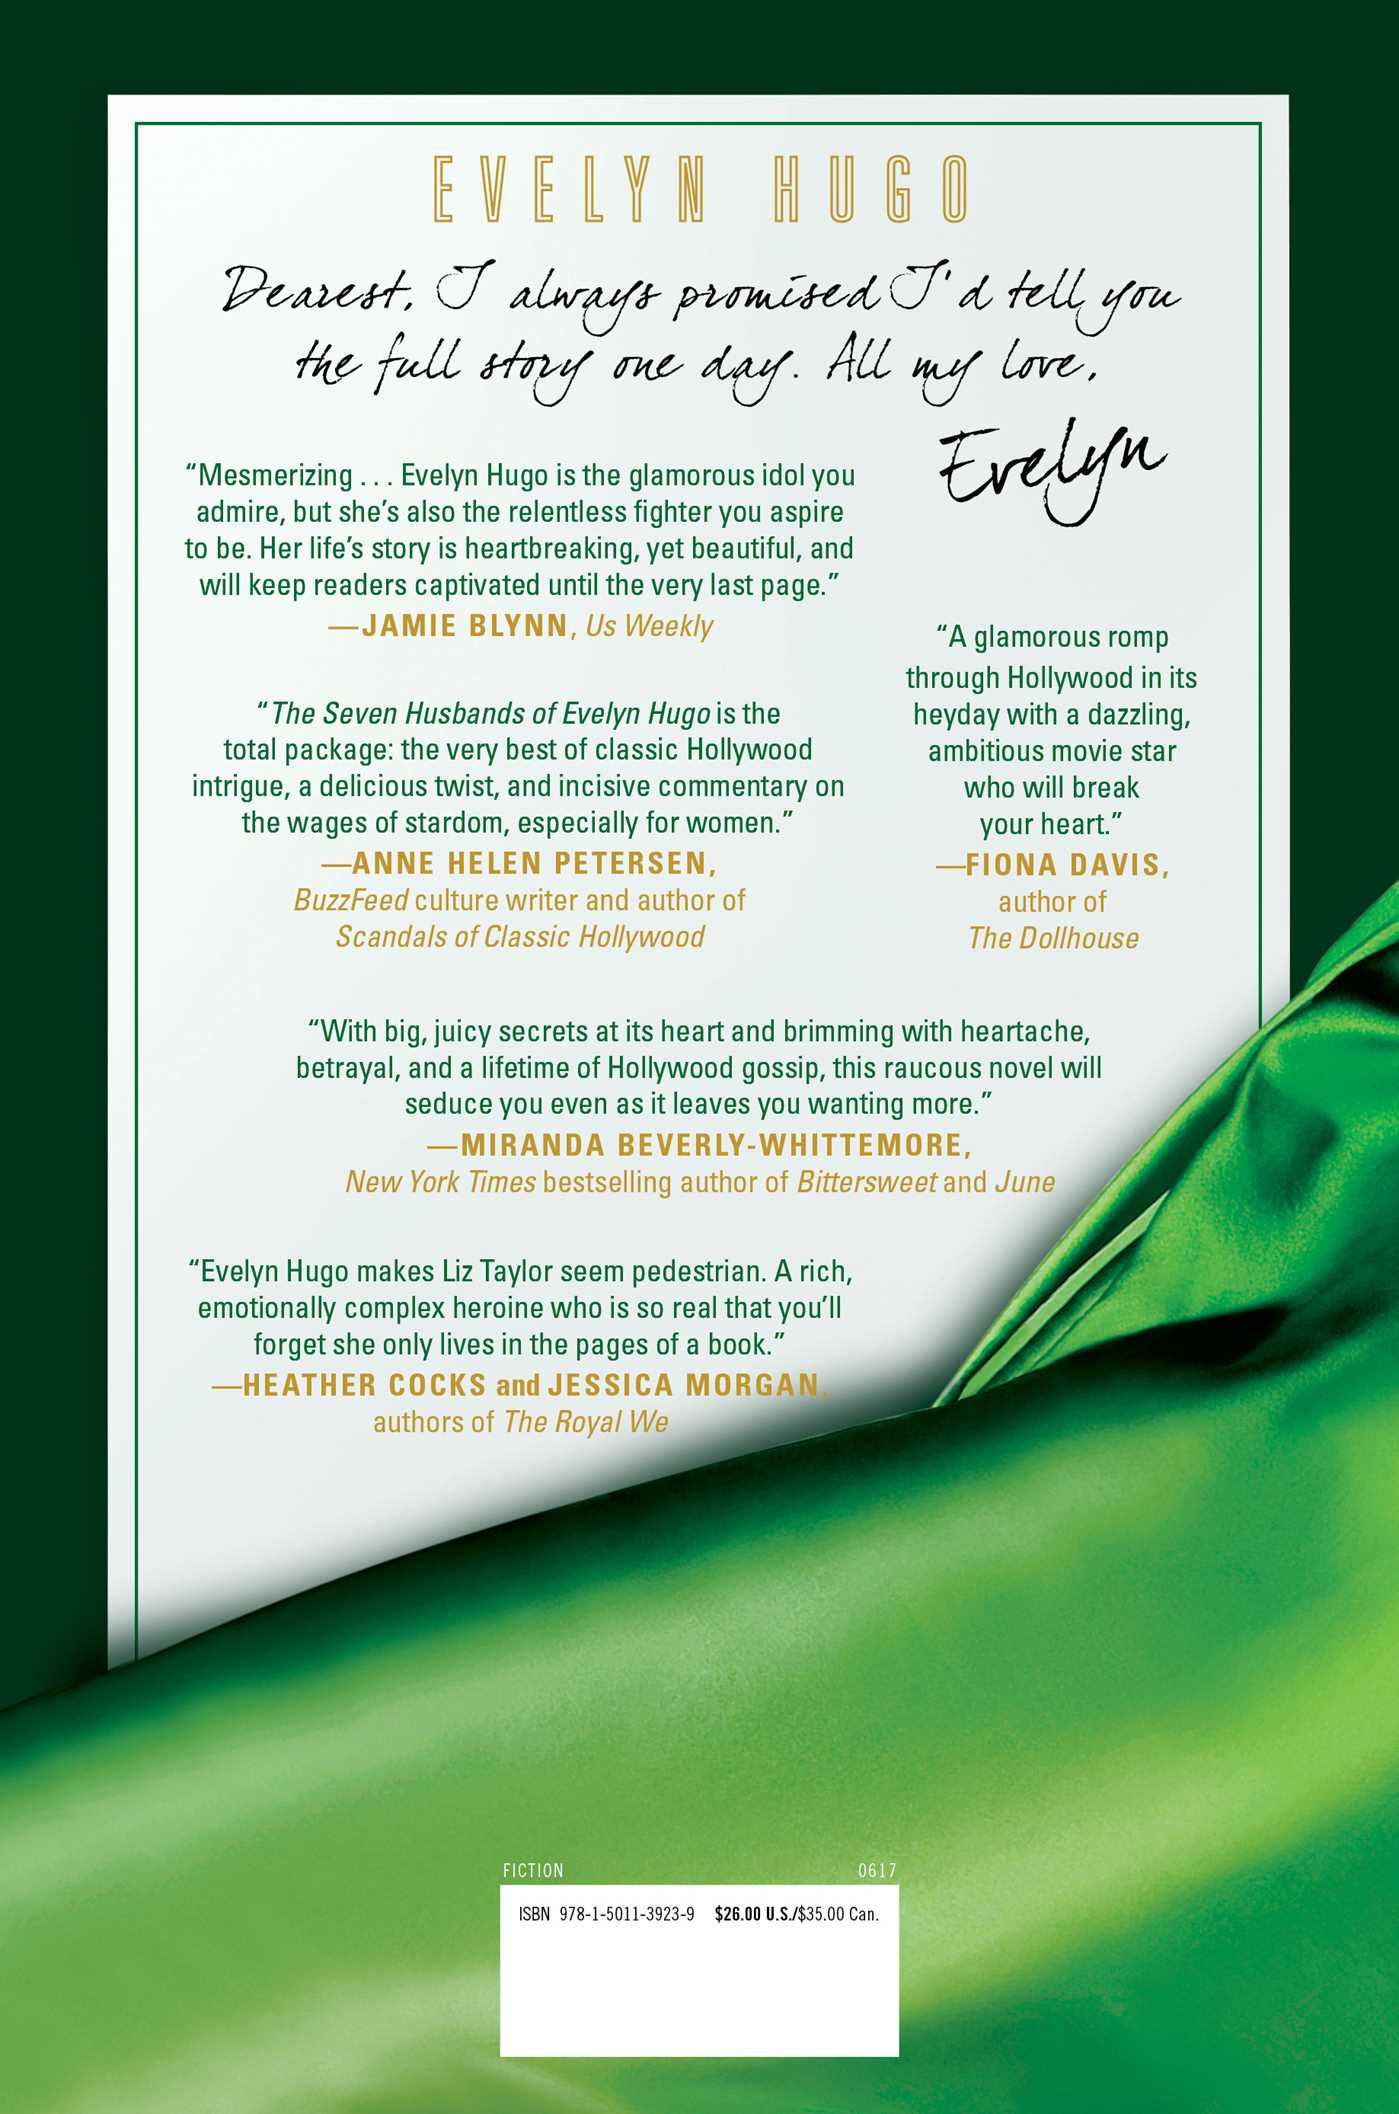 EVELYN HUGO
Dearest, I always promised I'd tell you
the full story one day. All my love,
Evelyn
“Mesmerizing . . . Evelyn Hugo is the glamorous idol you
admire, but she’s also the relentless fighter you aspire
to be. Her life’s story is heartbreaking, yet beautiful, and
will keep readers captivated until the very last page.”
—JAMIE BLYNN, Us Weekly
“A glamorous romp
through Hollywood in its
heyday with a dazzling,
ambitious movie star
who will break
your heart.”
—FIONA DAVIS,
author of
The Dollhouse
“The Seven Husbands of Evelyn Hugo is the
total package: the very best of classic Hollywood
intrigue, a delicious twist, and incisive commentary on
the wages of stardom, especially for women.”
—ANNE HELEN PETERSEN,
BuzzFeed culture writer and author of
Scandals of Classic Hollywood
“With big, juicy secrets at its heart and brimming with heartache,
betrayal, and a lifetime of Hollywood gossip, this raucous novel will
seduce you even as it leaves you wanting more.”
—MIRANDA BEVERLY-WHITTEMORE,
New York Times bestselling author of Bittersweet and June
“Evelyn Hugo makes Liz Taylor seem pedestrian. A rich,
emotionally complex heroine who is so real that you’ll
forget she only lives in the pages of a book.”
—HEATHER COCKS and JESSICA MORGAN,
authors of The Royal We
FICTION 0617
ISBN 978-1-5011-3923-9 $26.00 U.S./$35.00 Can.